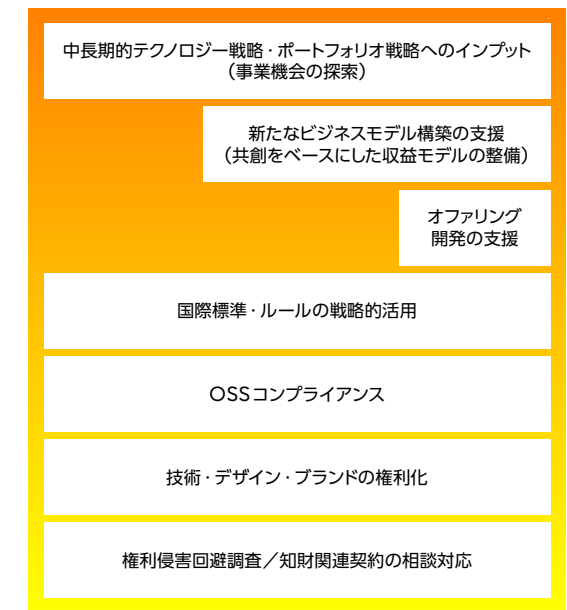 中長期的テクノロジー戦略・ポートフォリオ戦略へのインプット
（事業機会の探索）
新たなビジネスモデル構築の支援
（共創をベースにした収益モデルの整備）
オファリング
開発の支援
国際標準・ルールの戦略的活用
OSSコンプライアンス
技術・デザイン・ブランドの権利化
権利侵害回避調査／知財関連契約の相談対応